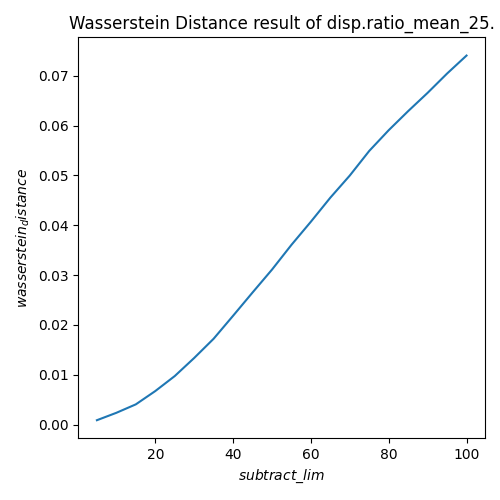 Wasserstein Distance result of disp.ratio_mean_25.
0.07
0.06
0.05
0.04
0.03
0.02
0.01
0.00
wasserstein_distance
20 40 60 80 100
subtract_lim